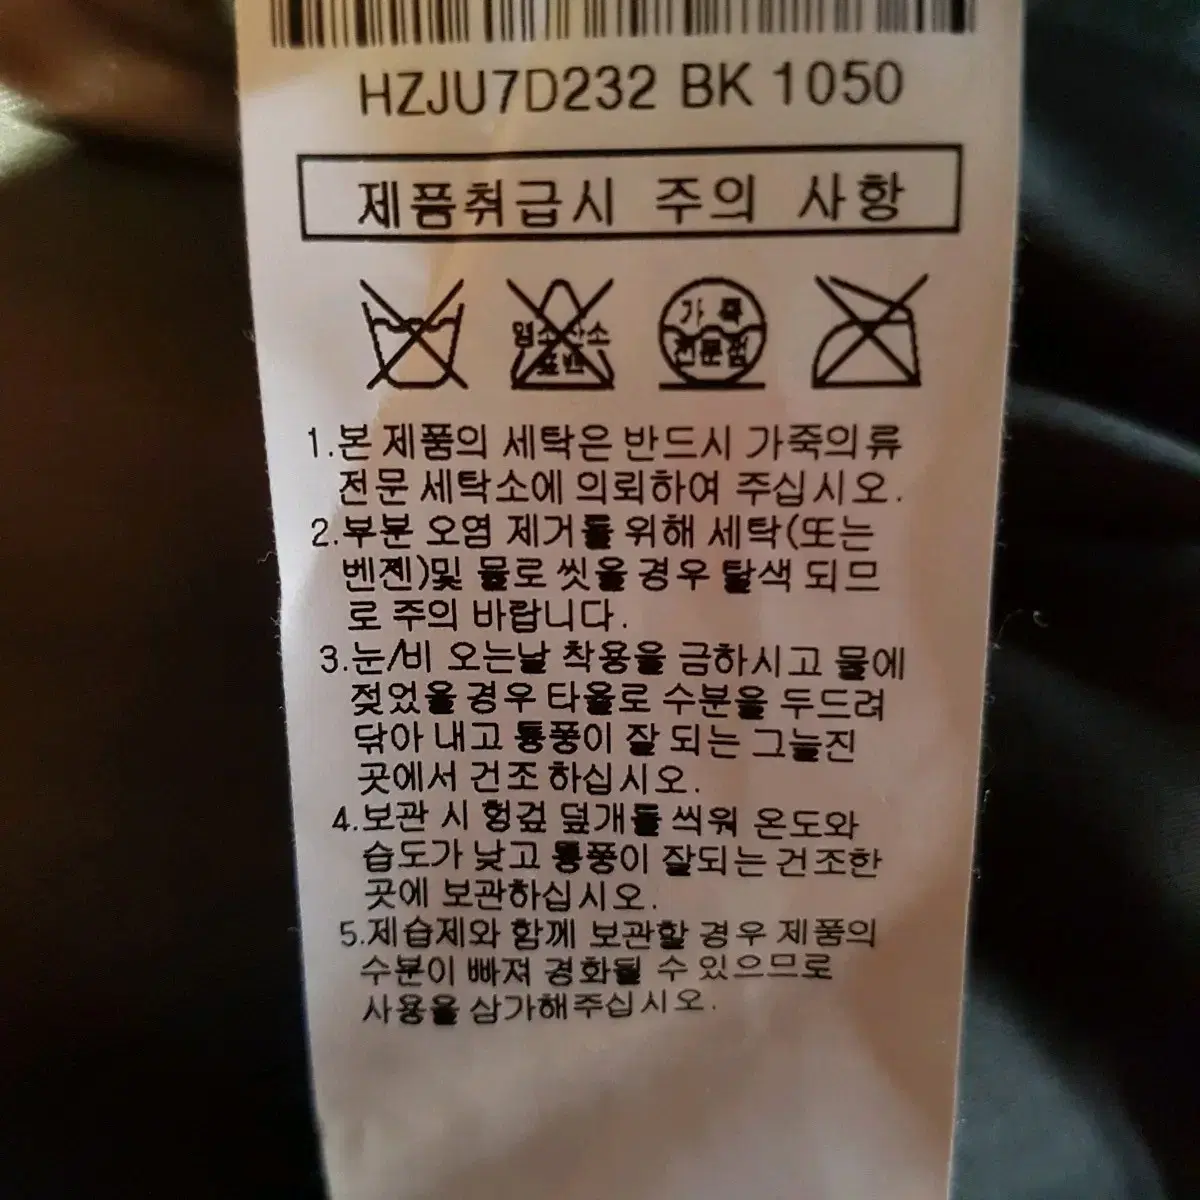 HZJU7D232 BK 1050
제품취급시 주의 사항
염소산소
표백
가 죽
전문점
1.본 제품의 세탁은 반드시 가죽의류
전문 세탁소에 의뢰하여 주십시오.
2.부분 오염 제거를 위해 세탁(또는
벤젠)및 물로 씻을 경우 탈색 되므
로 주의 바랍니다.
3.눈/비 오는날 착용을 금하시고 물에
젖었을 경우 타올로 수분을 두드려
닦아 내고 통풍이 잘 되는 그늘진
곳에서 건조 하십시오.
4.보관 시 헝겊 덮개를 씌워 온도와
습도가 낮고 통풍이 잘되는 건조한
곳에 보관하십시오.
5.제습제와 함께 보관할 경우 제품의
수분이 빠져 경화될 수 있으므로
사용을 삼가해주십시오.